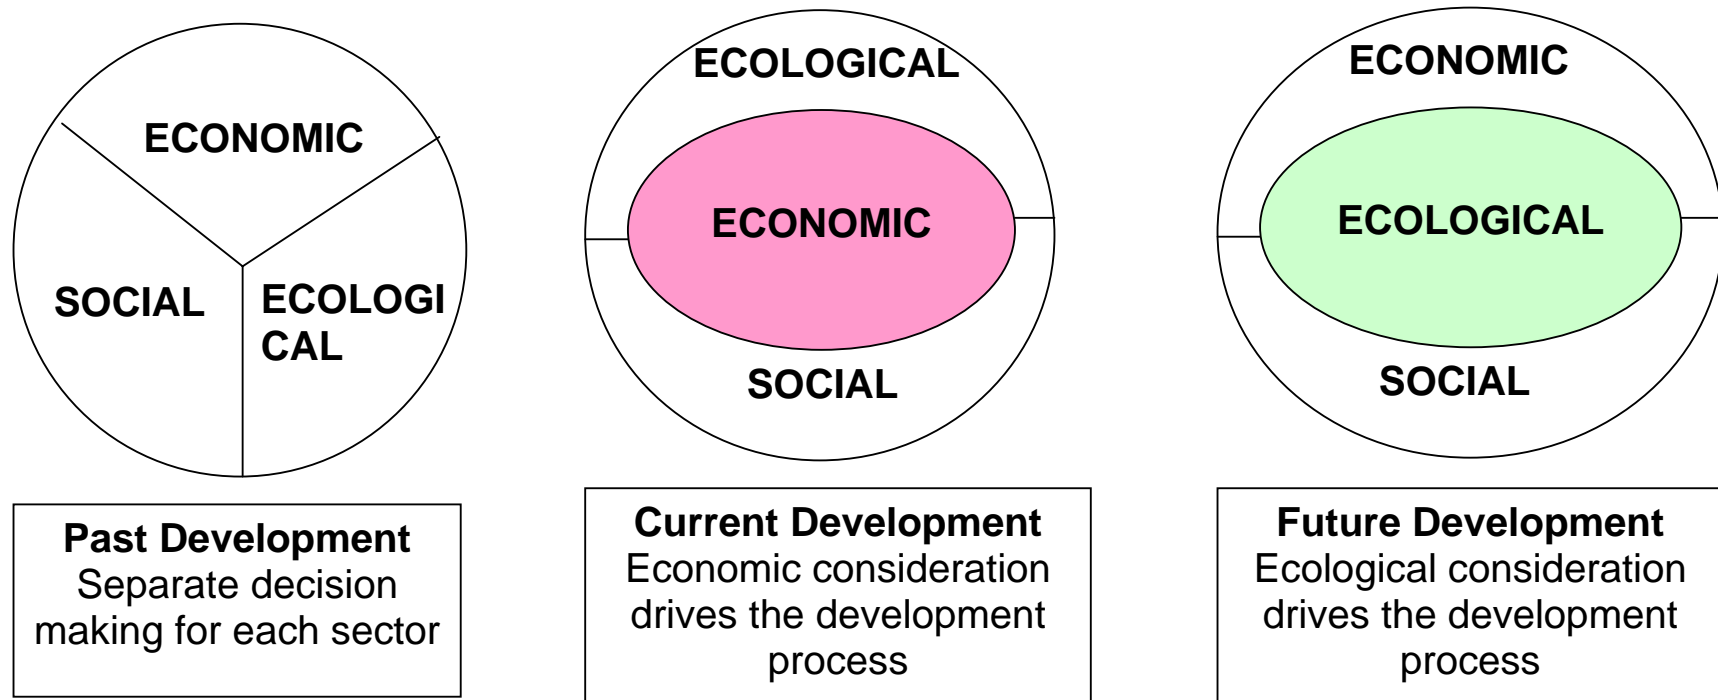 ECONOMIC
SOCIAL
ECOLOGI
CAL
Past Development
Separate decision
making for each sector
ECOLOGICAL
ECONOMIC
SOCIAL
Current Development
Economic consideration
drives the development
process
ECONOMIC
ECOLOGICAL
SOCIAL
Future Development
Ecological consideration
drives the development
process